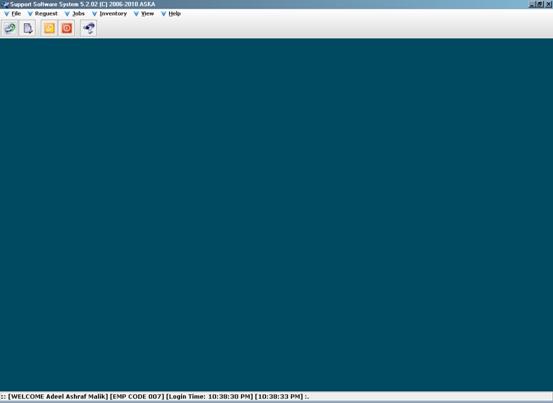 Support Software System 5.2.02 (C) 2006-2010 ASKA
File Request Jobs Inventory View Help
:: [WELCOME Adeel Ashraf Malik] [EMP CODE 007] [Login Time: 10:38:30 PM] [10:38:33 PM] :.